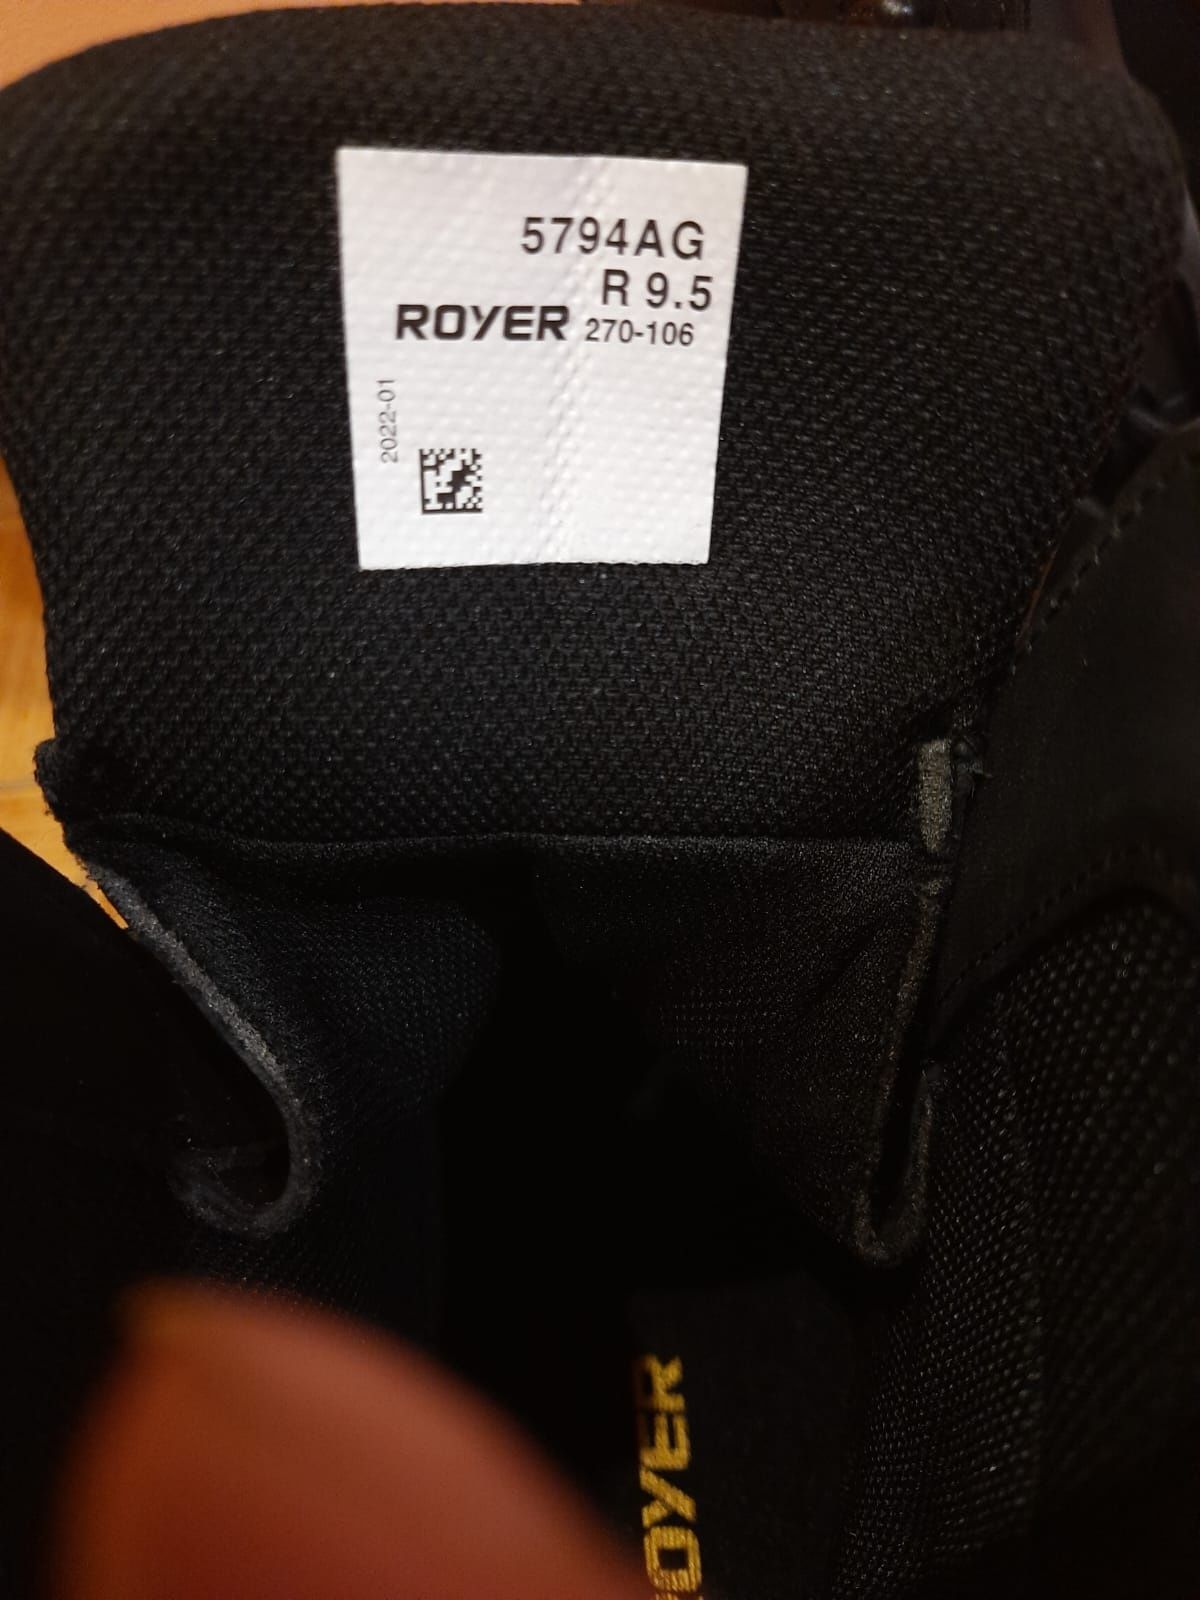 5794AG
R 9.5
ROYER 270-106
2022-01
ROYER